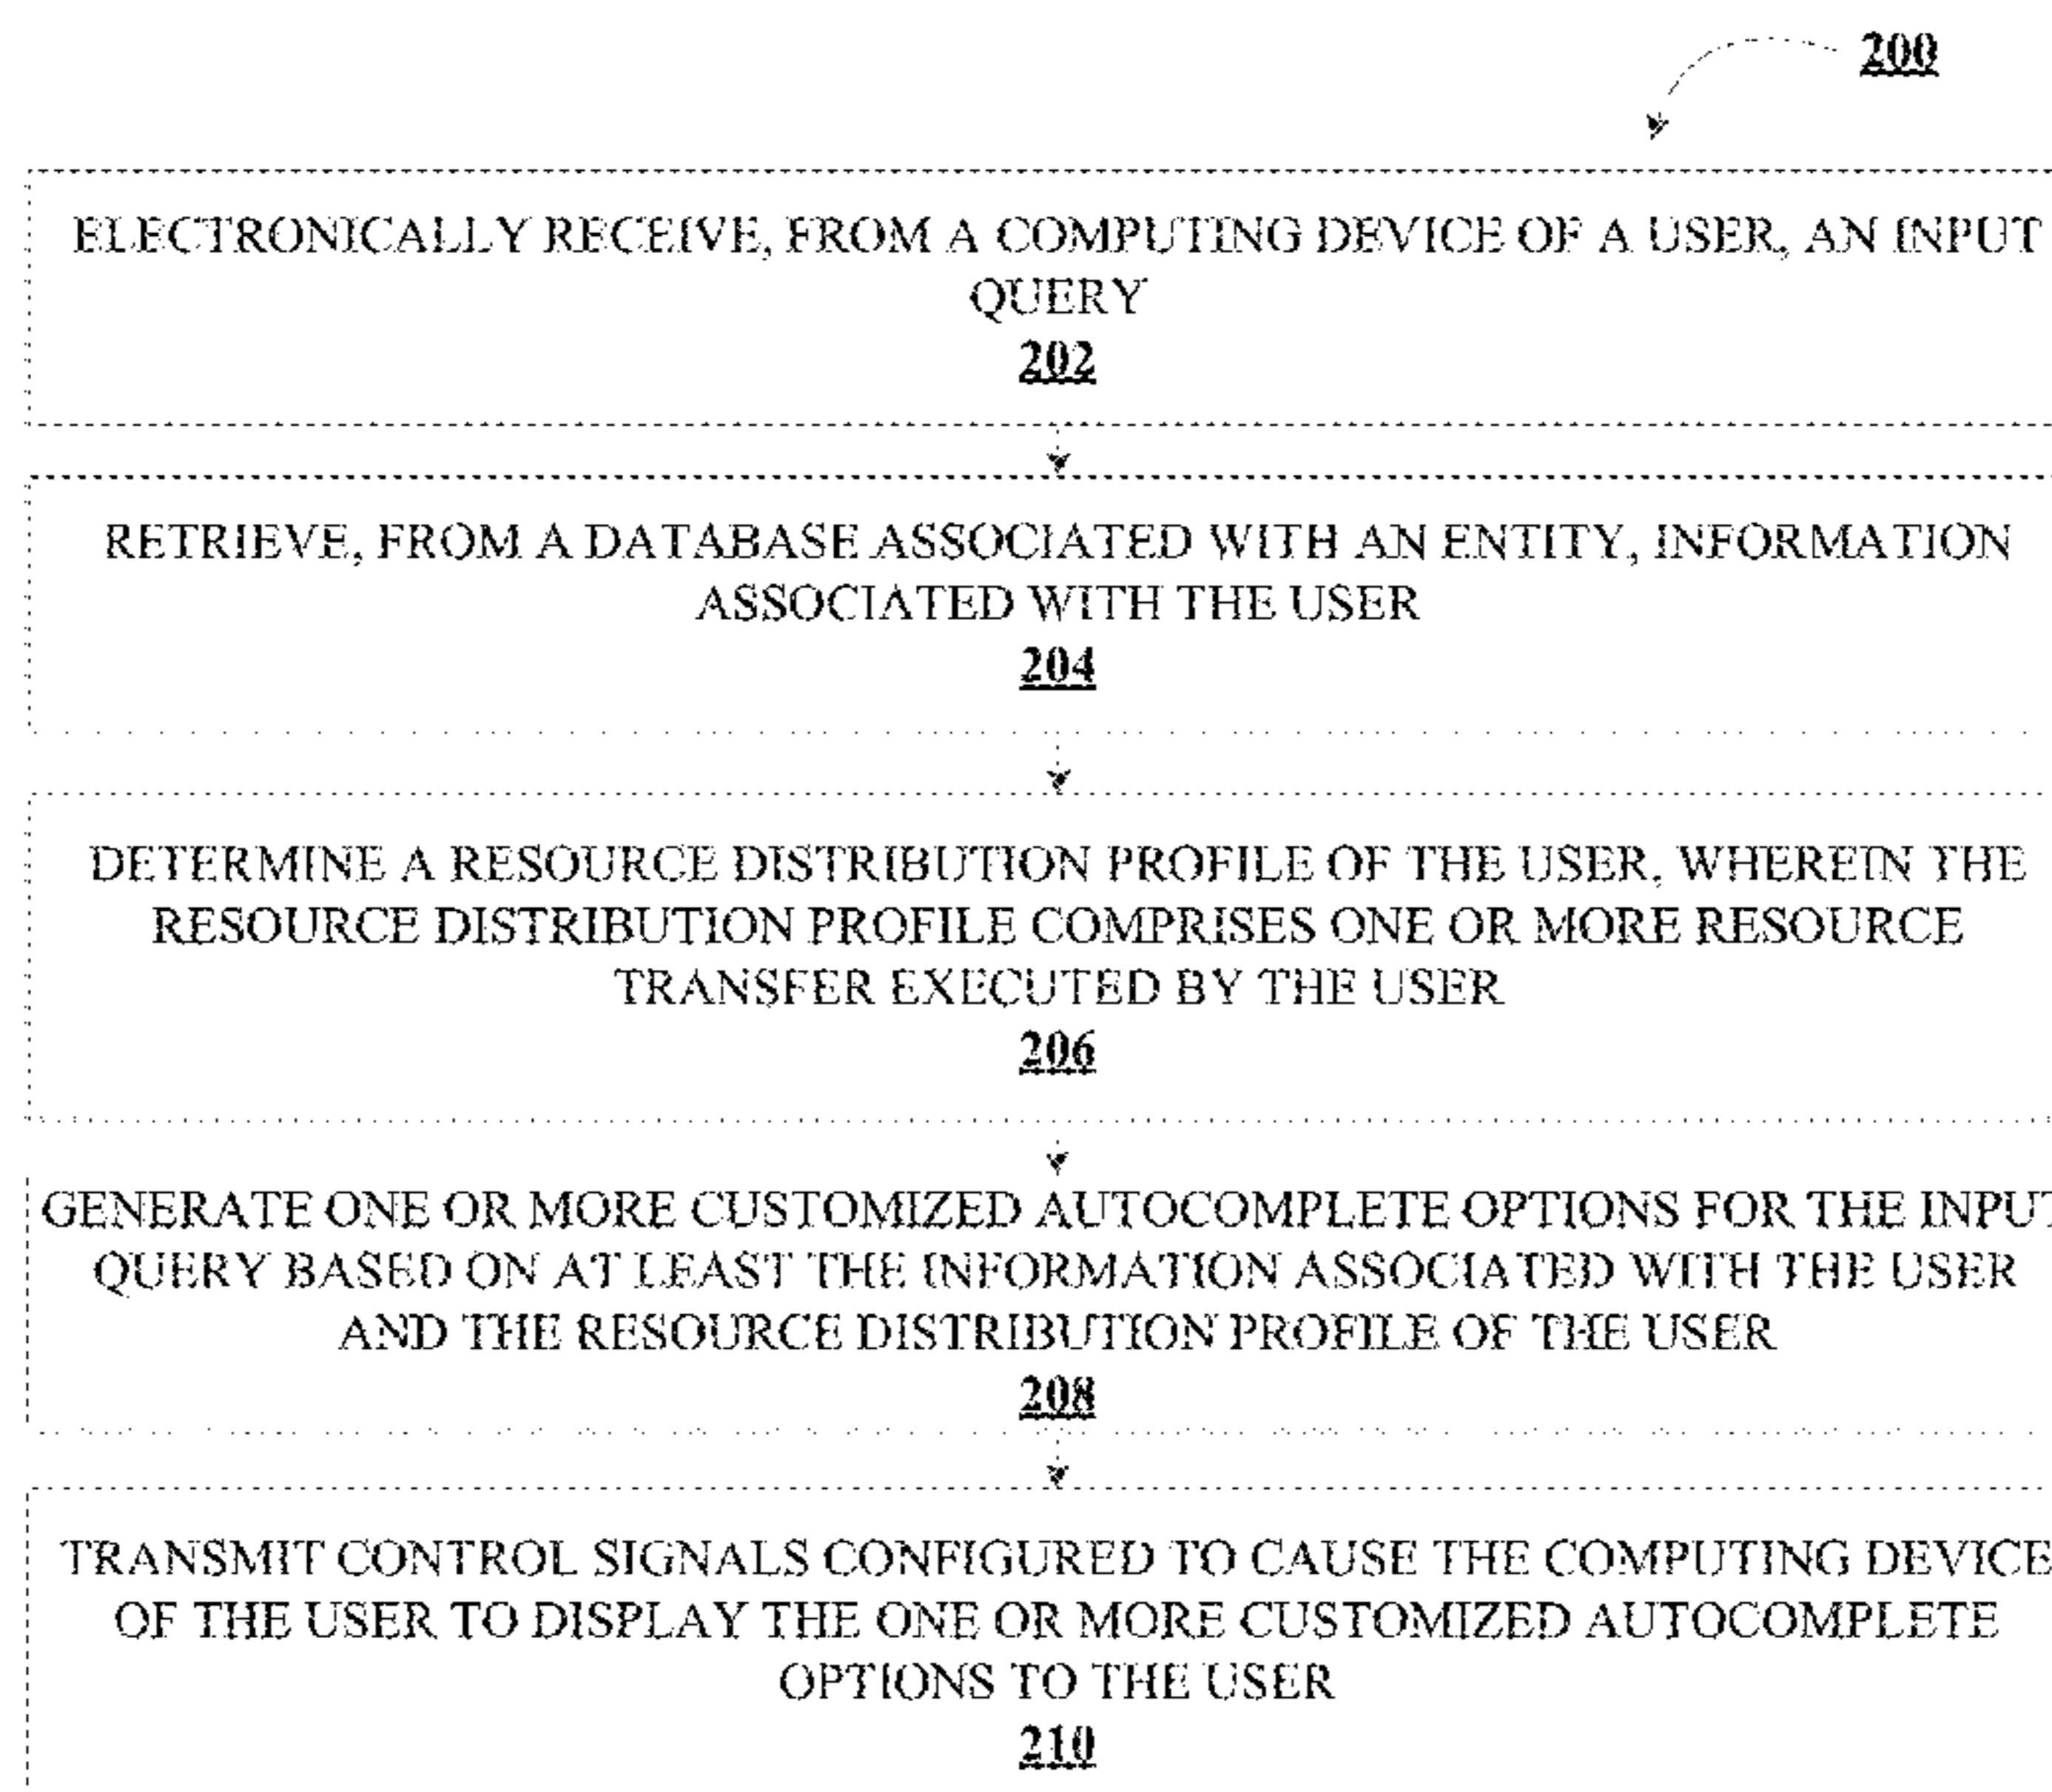 200
ELECTRONICALLY RECEIVE, FROM A COMPUTING DEVICE OF A USER, AN INPUT
QUERY
202
RETRIEVE, FROM A DATABASE ASSOCIATED WITH AN ENTITY, INFORMATION
ASSOCIATED WITH THE USER
204
DETERMINE A RESOURCE DISTRIBUTION PROFILE OF THE USER, WHEREIN THE
RESOURCE DISTRIBUTION PROFILE COMPRISES ONE OR MORE RESOURCE
TRANSFER EXECUTED BY THE USER
206
GENERATE ONE OR MORE CUSTOMIZED AUTOCOMPLETE OPTIONS FOR THE INPUT
QUERY BASED ON AT LEAST THE INFORMATION ASSOCIATED WITH THE USER
AND THE RESOURCE DISTRIBUTION PROFILE OF THE USER
208
TRANSMIT CONTROL SIGNALS CONFIGURED TO CAUSE THE COMPUTING DEVICE
OF THE USER TO DISPLAY THE ONE OR MORE CUSTOMIZED AUTOCOMPLETE
OPTIONS TO THE USER
210